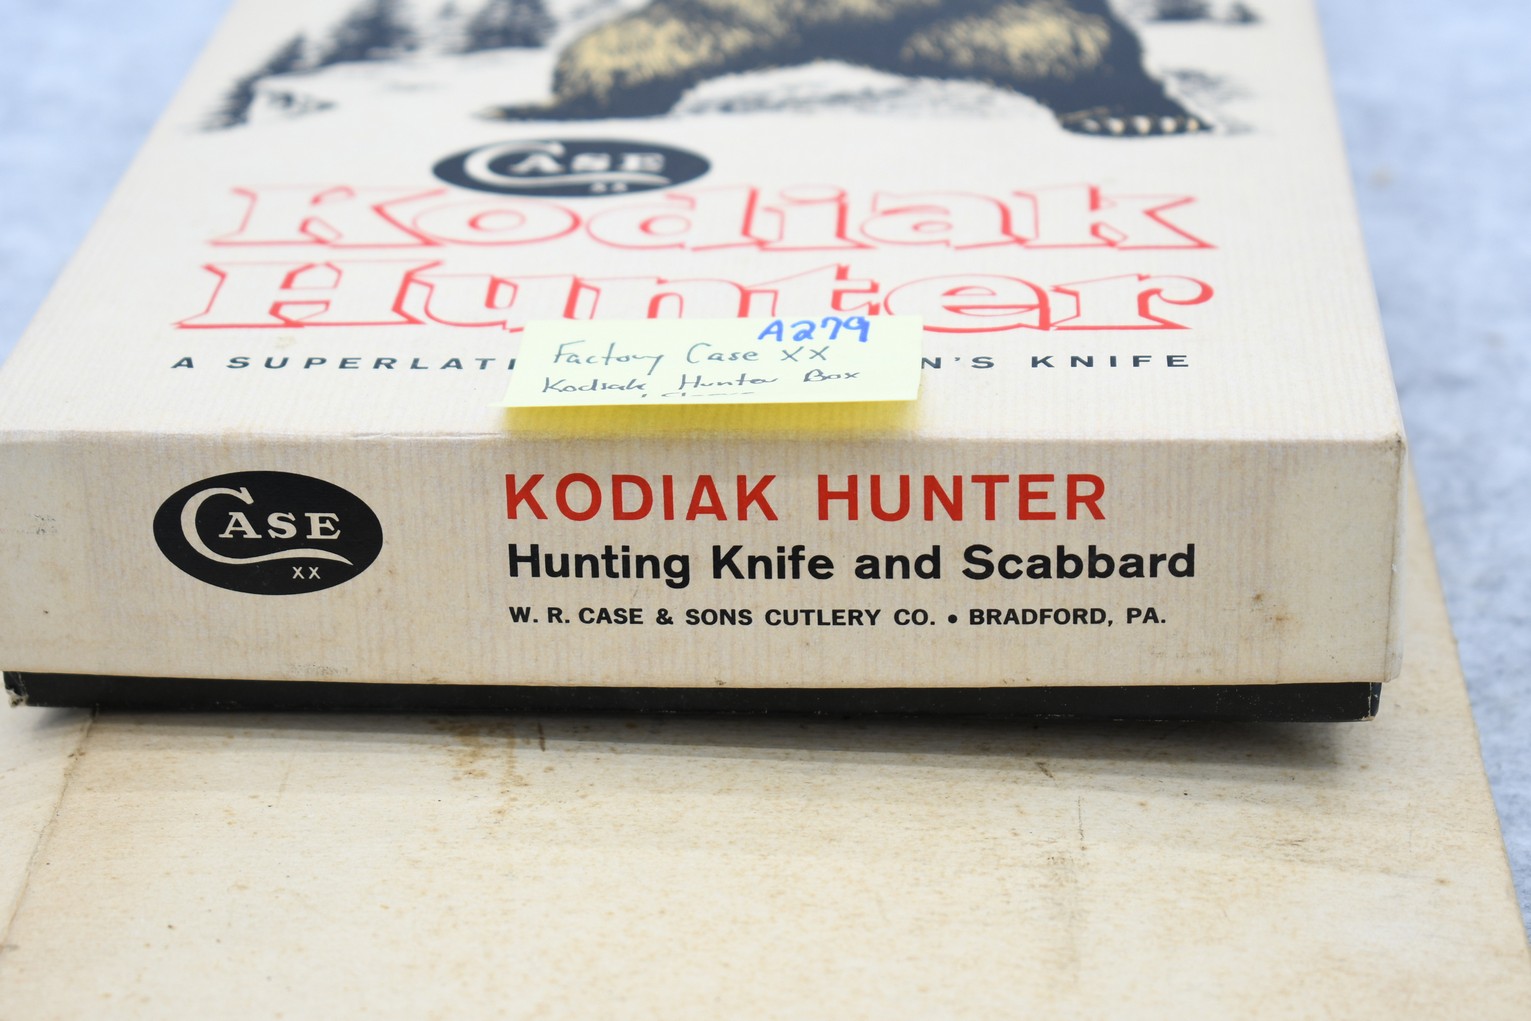 CASE
XX
Kodiak
Hunter
A279
Factory Case XX
Kodiak Hunter Box
A SUPERLATI N'S KNIFE
CASE
XX
KODIAK HUNTER
Hunting Knife and Scabbard
W. R. CASE & SONS CUTLERY CO. • BRADFORD, PA.